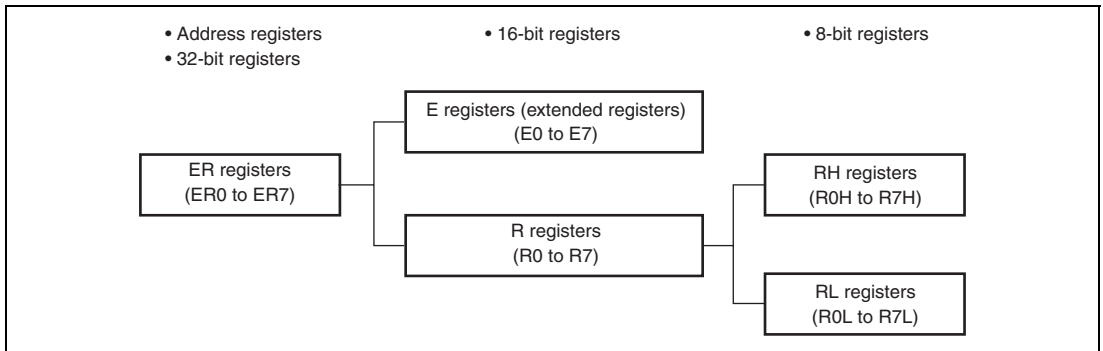 • Address registers
• 32-bit registers
• 16-bit registers
• 8-bit registers
E registers (extended registers)
(E0 to E7)
ER registers
(ER0 to ER7)
RH registers
(R0H to R7H)
R registers
(R0 to R7)
RL registers
(R0L to R7L)